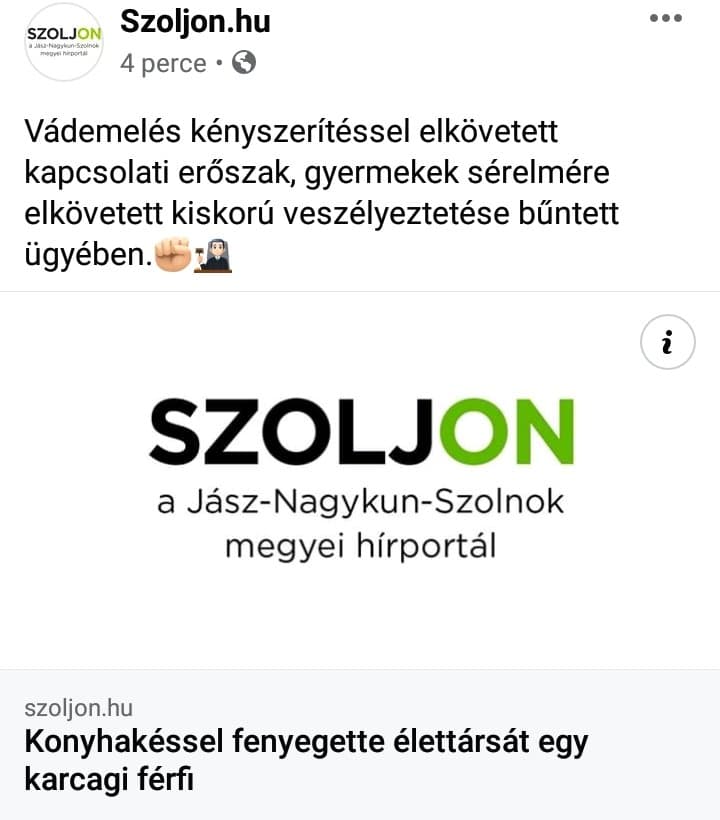 SZOLJON
a Jász-Nagykun-Szolnok
megyei hírportál
Szoljon.hu
4 perce •
Vádemelés kényszerítéssel elkövetett
kapcsolati erőszak, gyermekek sérelmére
elkövetett kiskorú veszélyeztetése bűntett
ügyében.
i
SZOLJON
a Jász-Nagykun-Szolnok
megyei hírportál
szoljon.hu
Konyhakéssel fenyegette élettársát egy
karcagi férfi